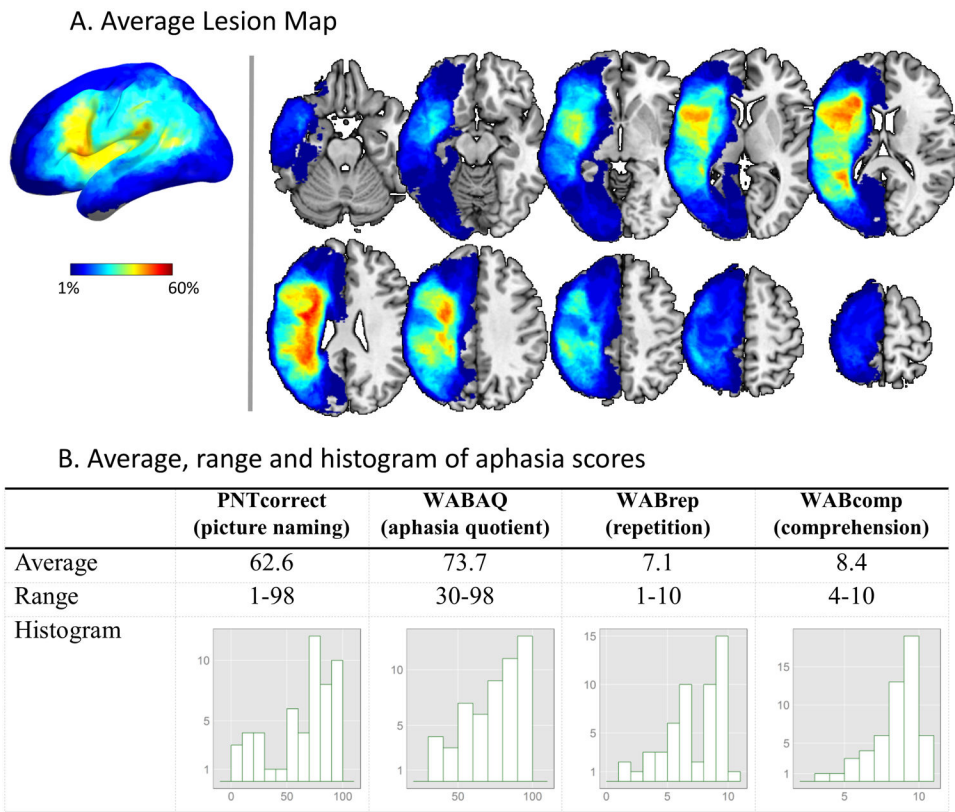 A. Average Lesion Map
1% 60%
B. Average, range and histogram of aphasia scores
PNTcorrect WABAQ WABrep WABcomp
(picture naming) (aphasia quotient) (repetition) (comprehension)
Average 62.6 73.7 7.1 8.4
Range 1-98 30-98 1-10 4-10
Histogram
15
10 10 15
10
10
5 5 5 5
1 1 1 1
0 50 100 50 100 0 5 10 5 10